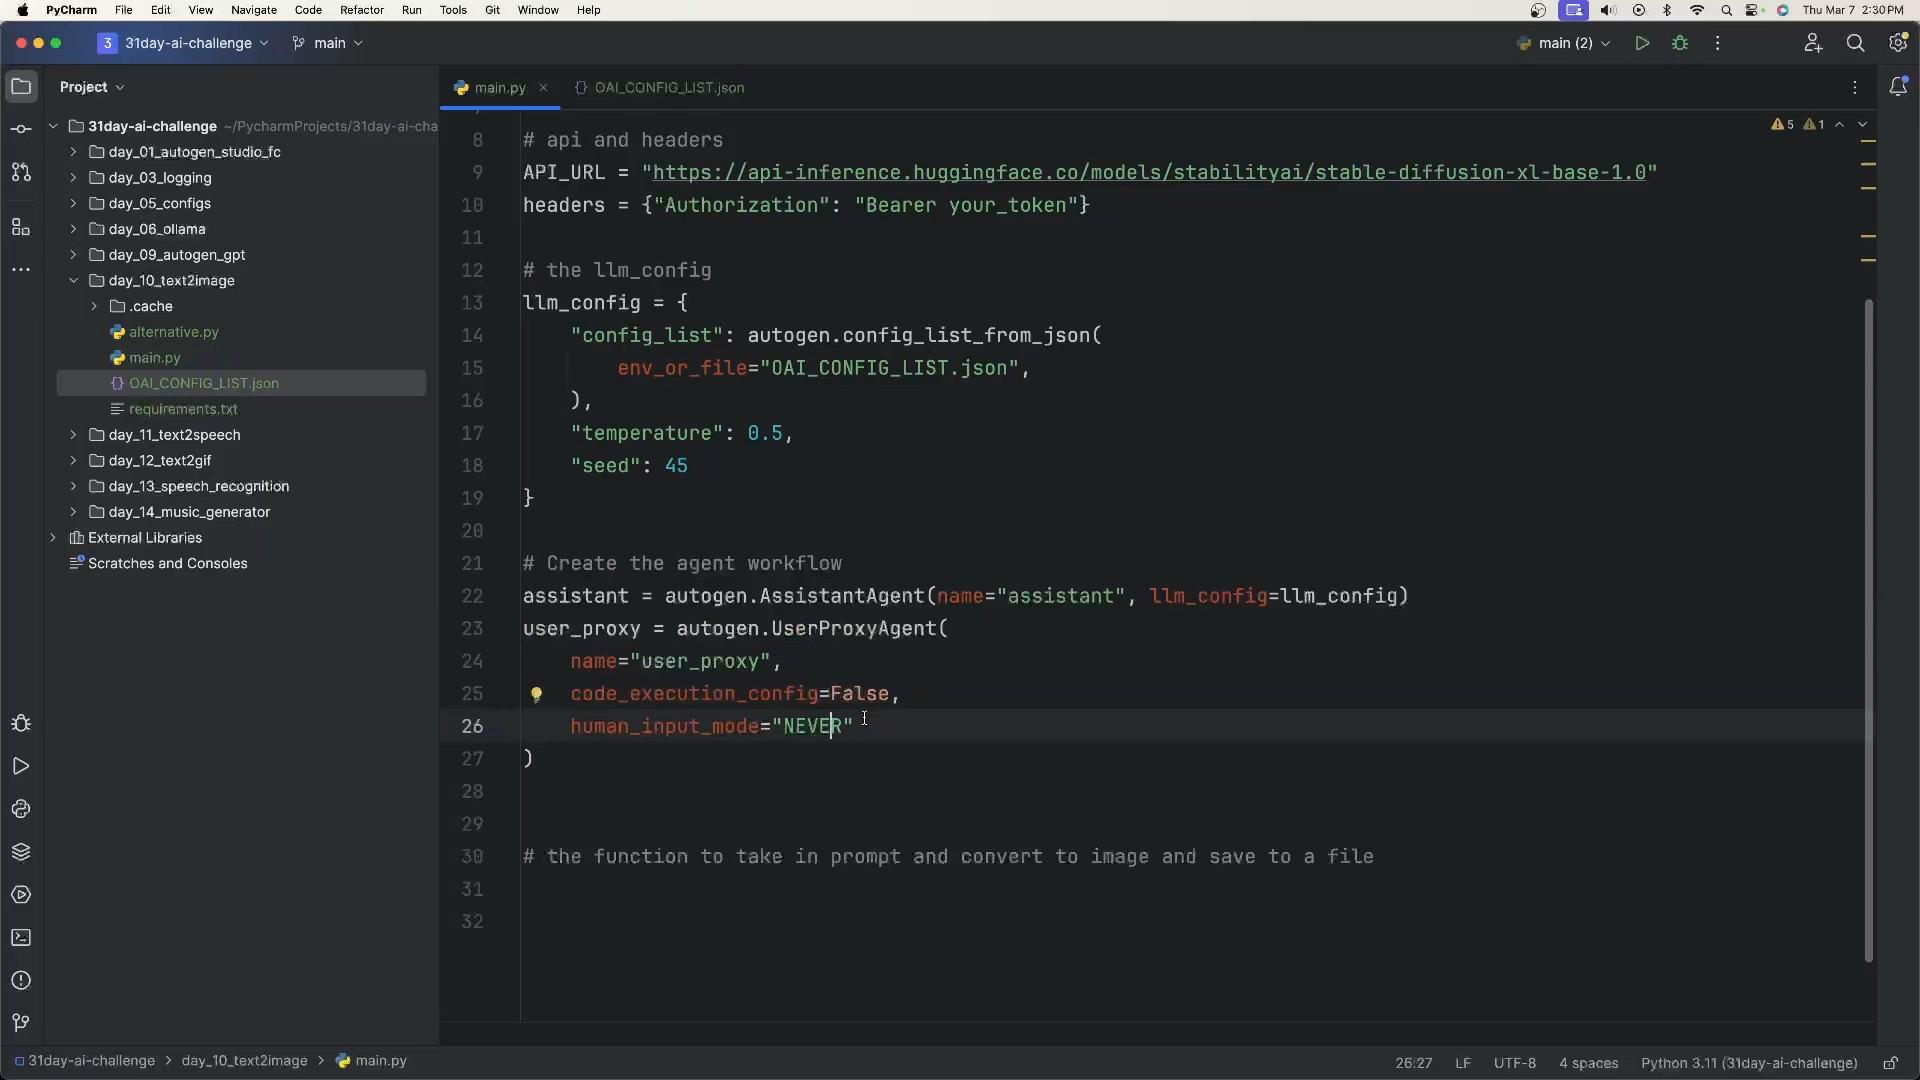 PyCharm File Edit View Navigate Code Refactor Run Tools Git Window Help Thu Mar 7 2:30 PM
3 31day-ai-challenge main main (2)
Project
main.py OAI_CONFIG_LIST.json
31day-ai-challenge ~/PycharmProjects/31day-ai-cha
day_01_autogen_studio_fc
day_03_logging
day_05_configs
day_06_ollama
day_09_autogen_gpt
day_10_text2image
.cache
alternative.py
main.py
OAI_CONFIG_LIST.json
requirements.txt
day_11_text2speech
day_12_text2gif
day_13_speech_recognition
day_14_music_generator
External Libraries
Scratches and Consoles
5 1
8 # api and headers
9 API_URL = "https://api-inference.huggingface.co/models/stabilityai/stable-diffusion-xl-base-1.0"
10 headers = {"Authorization": "Bearer your_token"}
11
12 # the llm_config
13 llm_config = {
14 "config_list": autogen.config_list_from_json(
15 env_or_file="OAI_CONFIG_LIST.json",
16 ),
17 "temperature": 0.5,
18 "seed": 45
19 }
20
21 # Create the agent workflow
22 assistant = autogen.AssistantAgent(name="assistant", llm_config=llm_config)
23 user_proxy = autogen.UserProxyAgent(
24 name="user_proxy",
25 code_execution_config=False,
26 human_input_mode="NEVER"
27 )
28
29
30 # the function to take in prompt and convert to image and save to a file
31
32
31day-ai-challenge > day_10_text2image > main.py
26:27 LF UTF-8 4 spaces Python 3.11 (31day-ai-challenge)